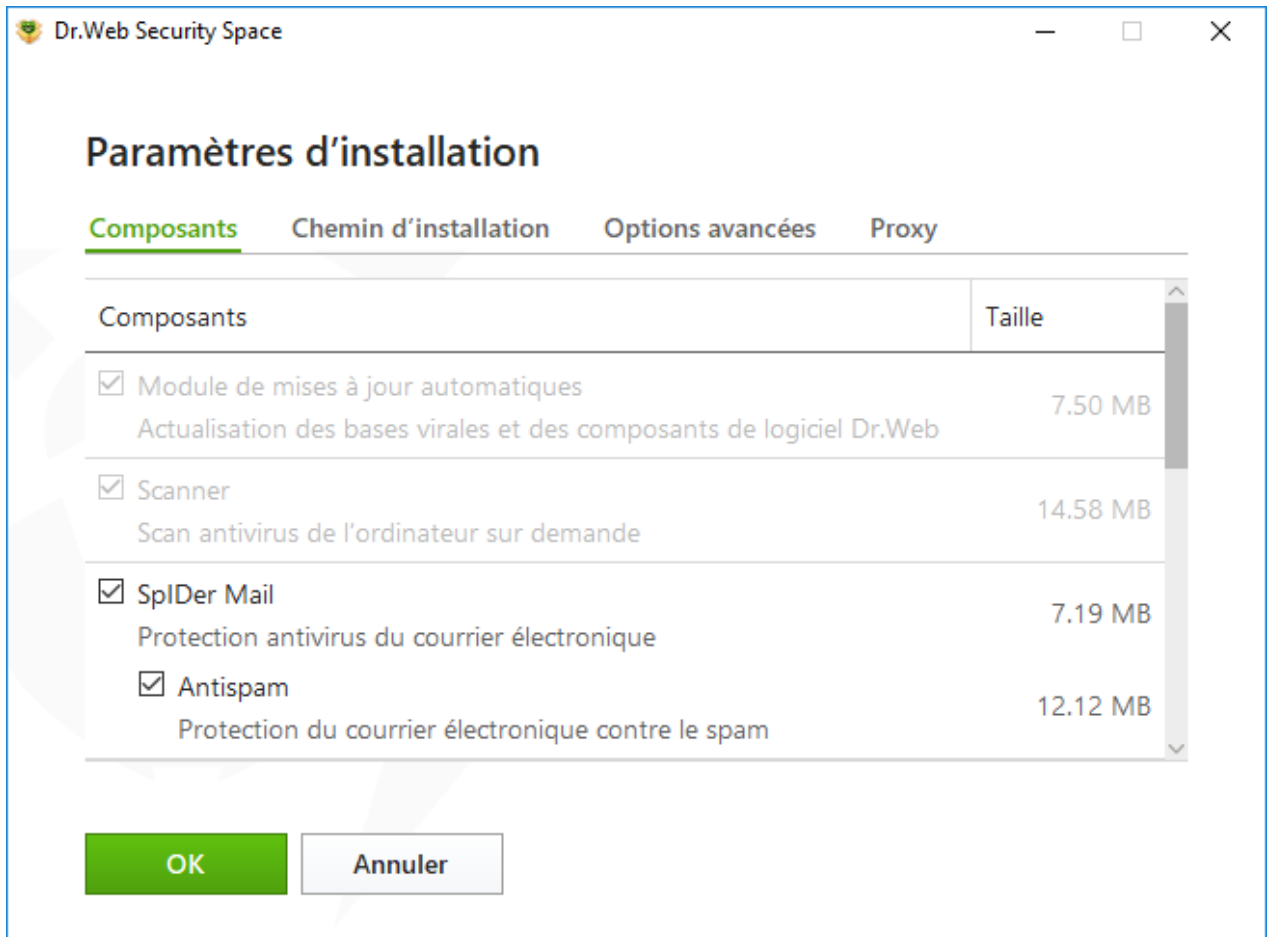 Dr.Web Security Space
Paramètres d’installation
Composants Chemin d’installation Options avancées Proxy
Composants Taille
Module de mises à jour automatiques
7.50 MB
Actualisation des bases virales et des composants de logiciel Dr.Web
Scanner
14.58 MB
Scan antivirus de l’ordinateur sur demande
SpIDer Mail
7.19 MB
Protection antivirus du courrier électronique
Antispam
12.12 MB
Protection du courrier électronique contre le spam
OK Annuler